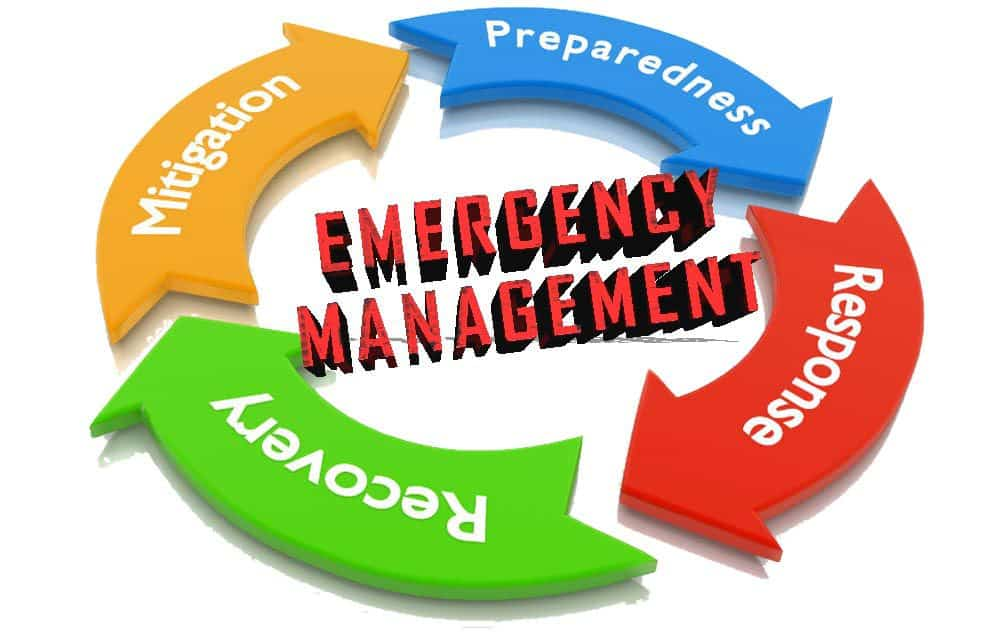 Preparedness
Mitigation
EMERGENCY
MANAGEMENT
Response
Recovery